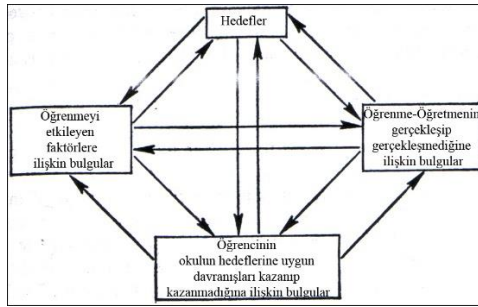 Hedefler
Öğrenmeyi
etkileyen
faktörlere
ilişkin bulgular
Öğrenme-Öğretmenin
gerçekleşip
gerçekleşmediğine
ilişkin bulgular
Öğrencinin
okulun hedeflerine uygun
davranışları kazanıp
kazanmadığına ilişkin bulgular